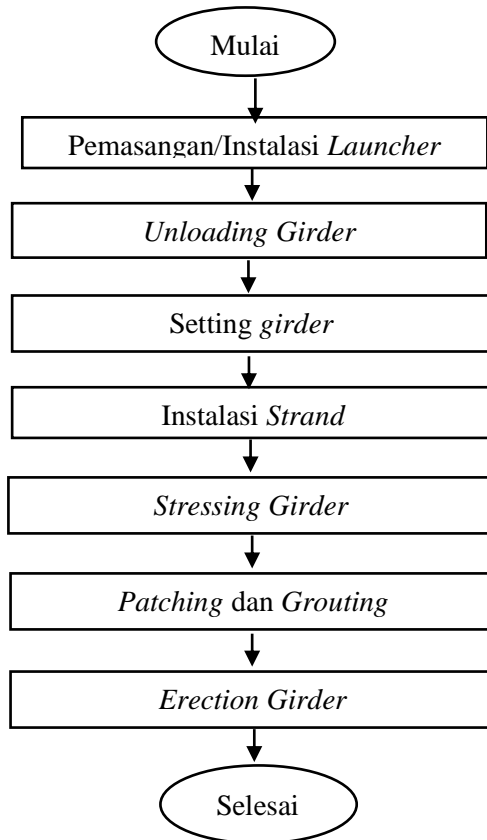 Mulai
Pemasangan/Instalasi Launcher
Unloading Girder
Setting girder
Instalasi Strand
Stressing Girder
Patching dan Grouting
Erection Girder
Selesai